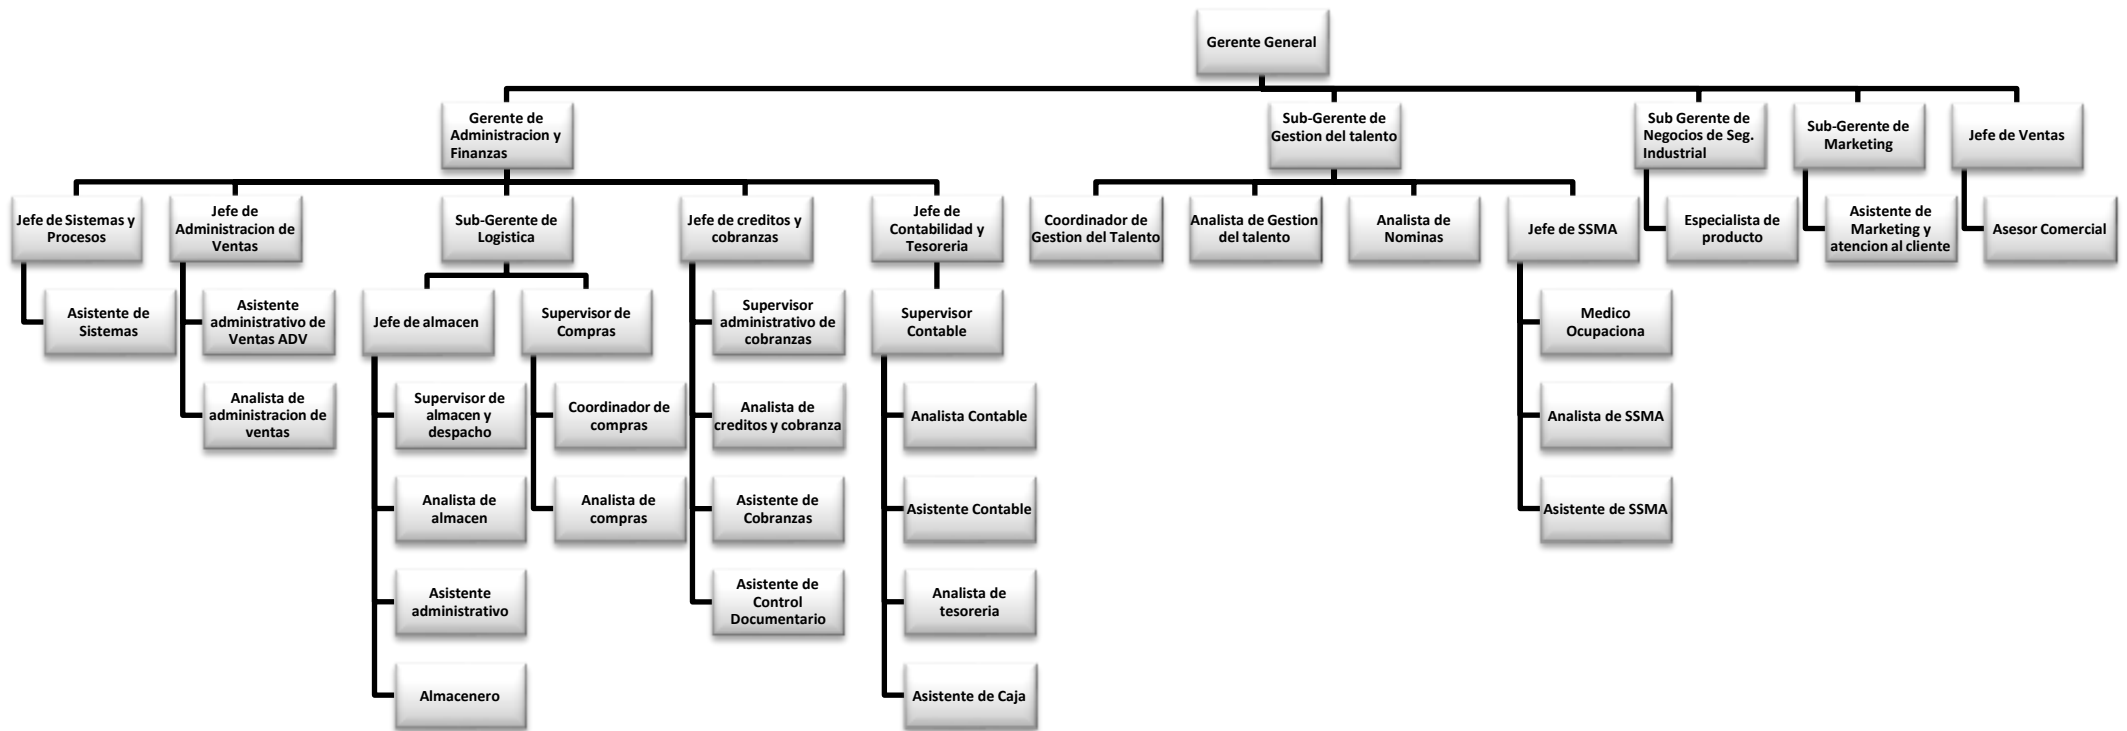 Gerente General
Gerente de
Administracion y
Finanzas
Sub-Gerente de
Gestion del talento
Sub Gerente de
Negocios de Seg.
Industrial
Sub-Gerente de
Marketing
Jefe de Ventas
Jefe de Sistemas y
Procesos
Jefe de
Administracion de
Ventas
Sub-Gerente de
Logistica
Jefe de creditos y
cobranzas
Jefe de
Contabilidad y
Tesoreria
Coordinador de
Gestion del Talento
Analista de Gestion
del talento
Analista de
Nominas
Jefe de SSMA
Especialista de
producto
Asistente de
Marketing y
atencion al cliente
Asesor Comercial
Asistente de
Sistemas
Asistente
administrativo de
Ventas ADV
Jefe de almacen
Supervisor de
Compras
Supervisor
administrativo de
cobranzas
Supervisor
Contable
Medico
Ocupaciona
Analista de
administracion de
ventas
Supervisor de
almacen y
despacho
Coordinador de
compras
Analista de
creditos y cobranza
Analista Contable
Analista de SSMA
Analista de
almacen
Analista de
compras
Asistente de
Cobranzas
Asistente Contable
Asistente de SSMA
Asistente
administrativo
Asistente de
Control
Documentario
Analista de
tesoreria
Almacenero
Asistente de Caja